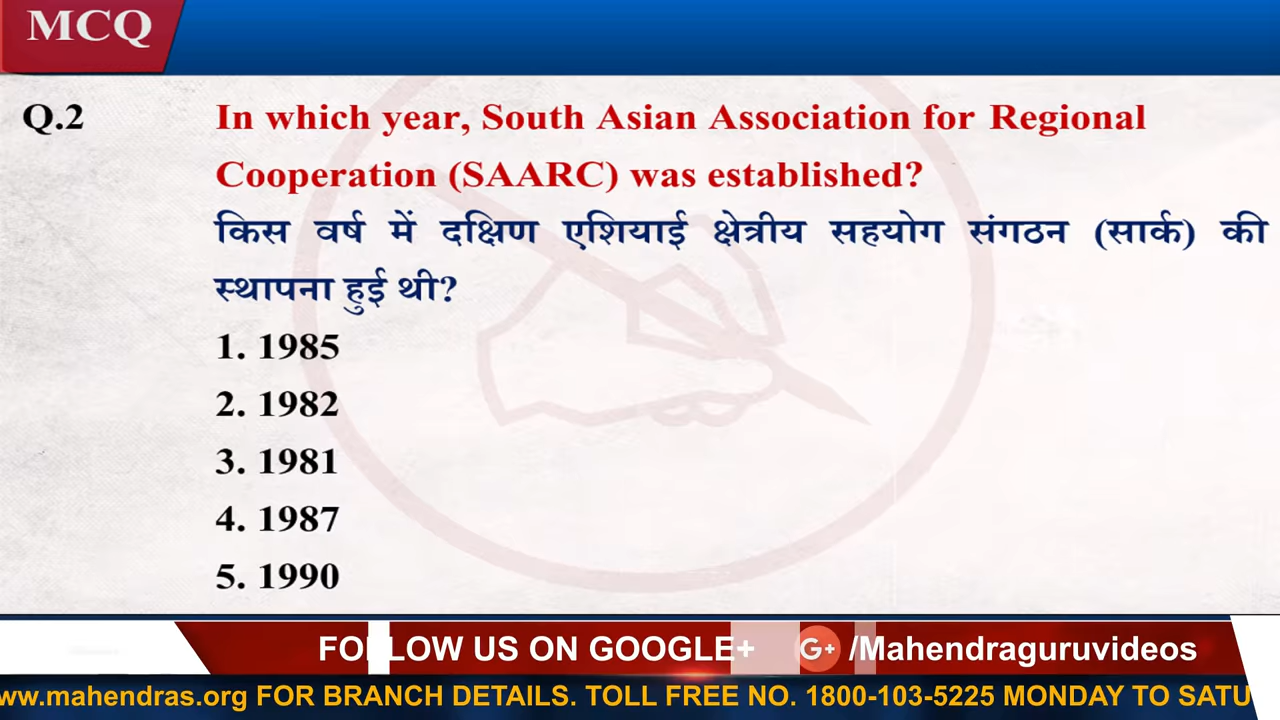 MCQ
Q.2 In which year, South Asian Association for Regional
Cooperation (SAARC) was established?
किस वर्ष में दक्षिण एशियाई क्षेत्रीय सहयोग संगठन (सार्क) की
स्थापना हुई थी?
1. 1985
2. 1982
3. 1981
4. 1987
5. 1990
FOLLOW US ON GOOGLE+ G+ /Mahendraguruvideos
www.mahendras.org FOR BRANCH DETAILS. TOLL FREE NO. 1800-103-5225 MONDAY TO SATU